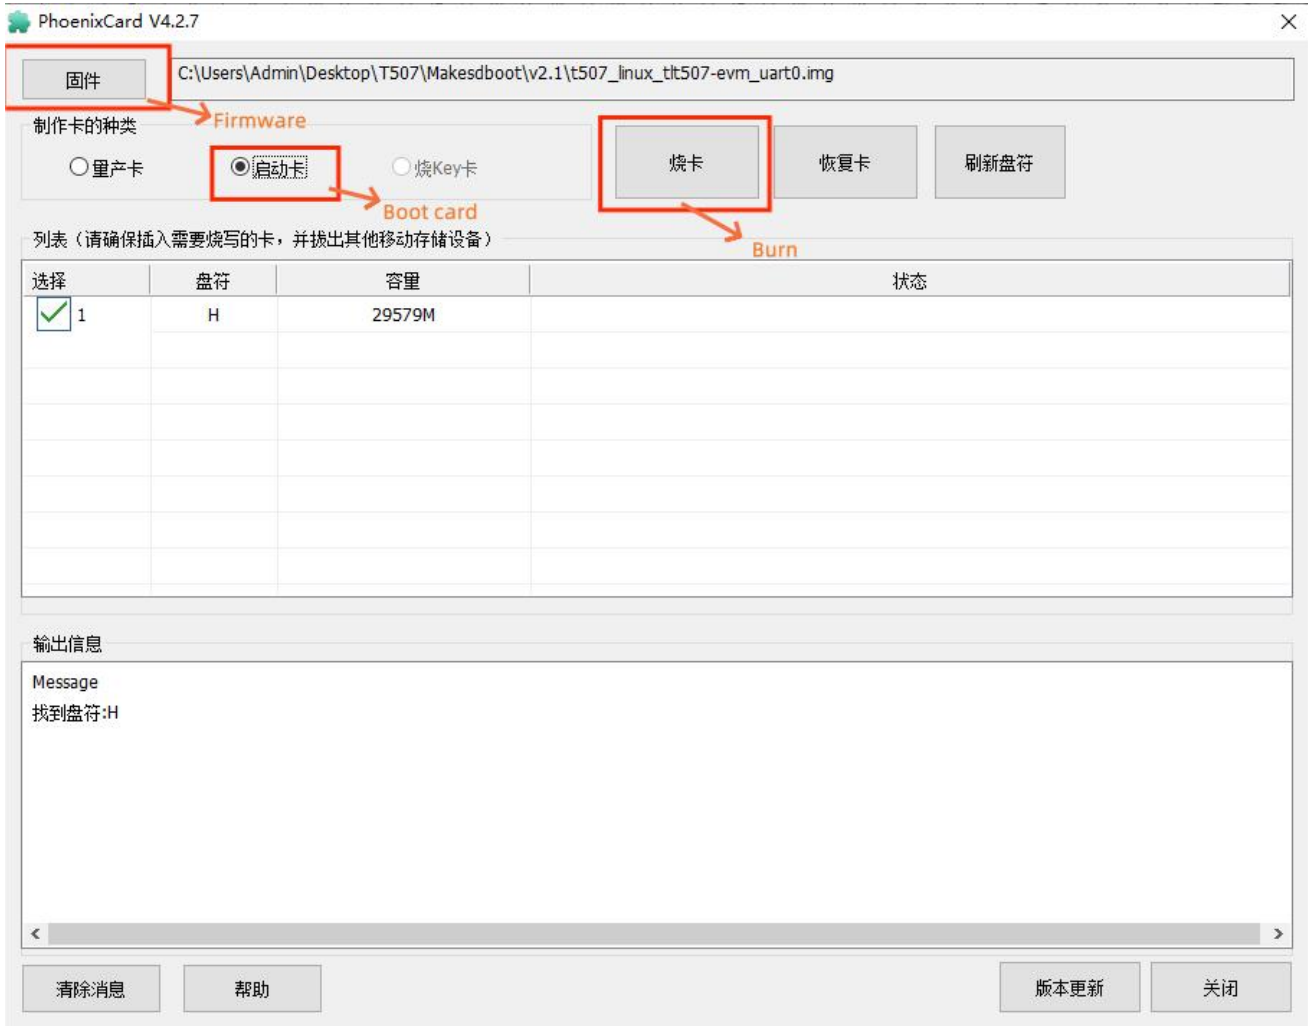 PhoenixCard V4.2.7
固件
C:\Users\Admin\Desktop\T507\Makesdboot\v2.1\t507_linux_tlt507-evm_uart0.img
Firmware
制作卡的种类
量产卡
启动卡
烧Key卡
烧卡
恢复卡
刷新盘符
Boot card
Burn
列表（请确保插入需要烧写的卡，并拔出其他移动存储设备）
选择 盘符 容量 状态
1 H 29579M
输出信息
Message
找到盘符:H
清除消息
帮助
版本更新
关闭